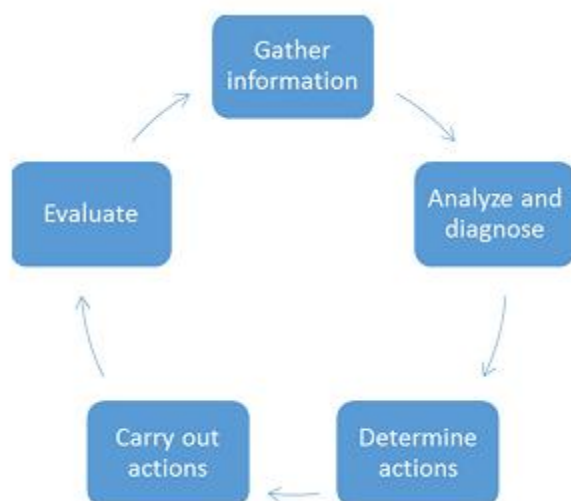 Gather
information
Analyze and
diagnose
Determine
actions
Carry out
actions
Evaluate